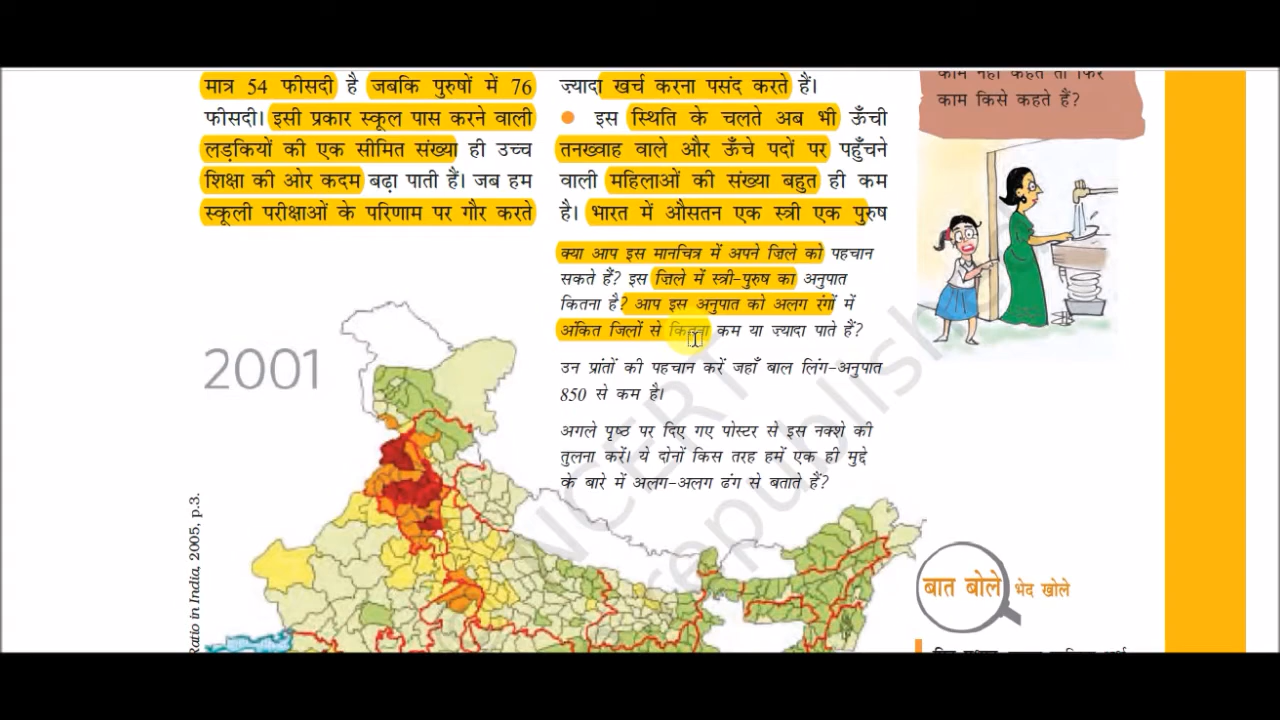 मात्र 54 फीसदी है जबकि पुरुषों में 76
फीसदी। इसी प्रकार स्कूल पास करने वाली
लड़कियों की एक सीमित संख्या ही उच्च
शिक्षा की ओर कदम बढ़ा पाती हैं। जब हम
स्कूली परीक्षाओं के परिणाम पर गौर करते
ज्यादा खर्च करना पसंद करते हैं।
इस स्थिति के चलते अब भी ऊँची
तनख्वाह वाले और ऊँचे पदों पर पहुँचने
वाली महिलाओं की संख्या बहुत ही कम
है। भारत में औसतन एक स्त्री एक पुरुष
काम नहीं कहते तो फिर
काम किसे कहते हैं?
क्या आप इस मानचित्र में अपने ज़िले को पहचान
सकते हैं? इस ज़िले में स्त्री-पुरुष का अनुपात
कितना है? आप इस अनुपात को अलग रंगों में
अंकित जिलों से कितना कम या ज़्यादा पाते हैं?
उन प्रांतों की पहचान करें जहाँ बाल लिंग-अनुपात
850 से कम है।
अगले पृष्ठ पर दिए गए पोस्टर से इस नक्शे की
तुलना करें। ये दोनों किस तरह हमें एक ही मुद्दे
के बारे में अलग-अलग ढंग से बताते हैं?
2001
Ratio in India, 2005, p.3.
बात बोले भेद खोले
NCERT
republished